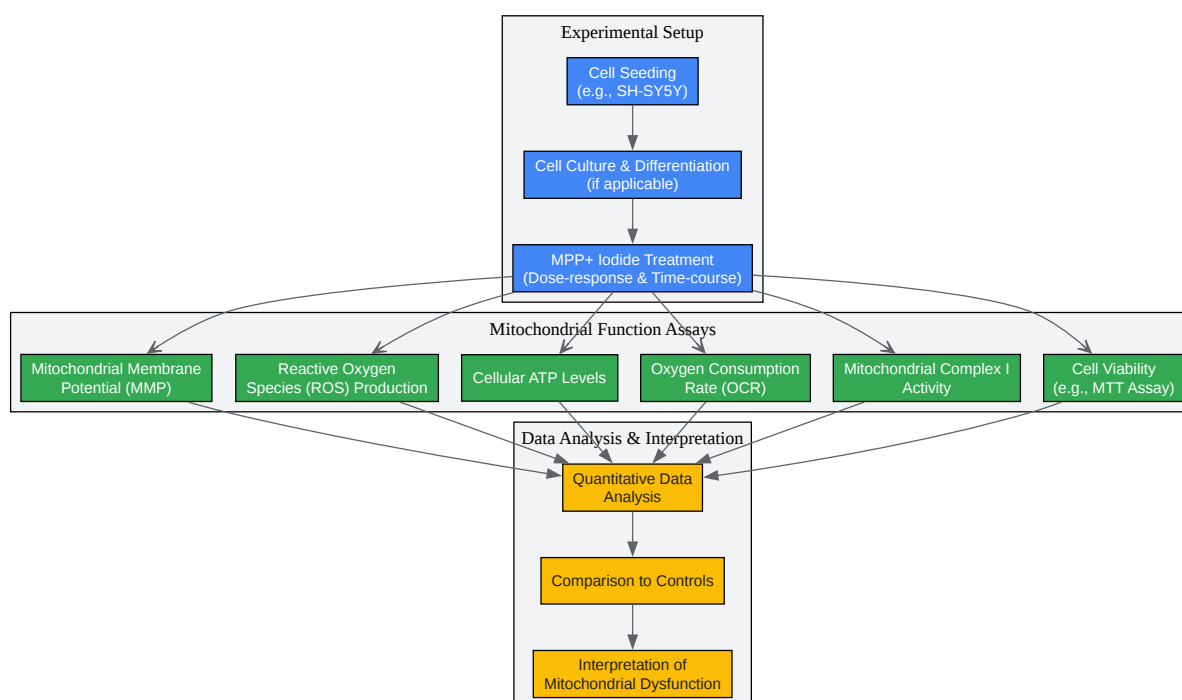 Experimental Setup
Cell Seeding
(e.g., SH-SY5Y)
Cell Culture & Differentiation
(if applicable)
MPP+ Iodide Treatment
(Dose-response & Time-course)
Mitochondrial Function Assays
Mitochondrial Membrane
Potential (MMP)
Reactive Oxygen
Species (ROS) Production
Cellular ATP Levels
Oxygen Consumption
Rate (OCR)
Mitochondrial Complex I
Activity
Cell Viability
(e.g., MTT Assay)
Data Analysis & Interpretation
Quantitative Data
Analysis
Comparison to Controls
Interpretation of
Mitochondrial Dysfunction